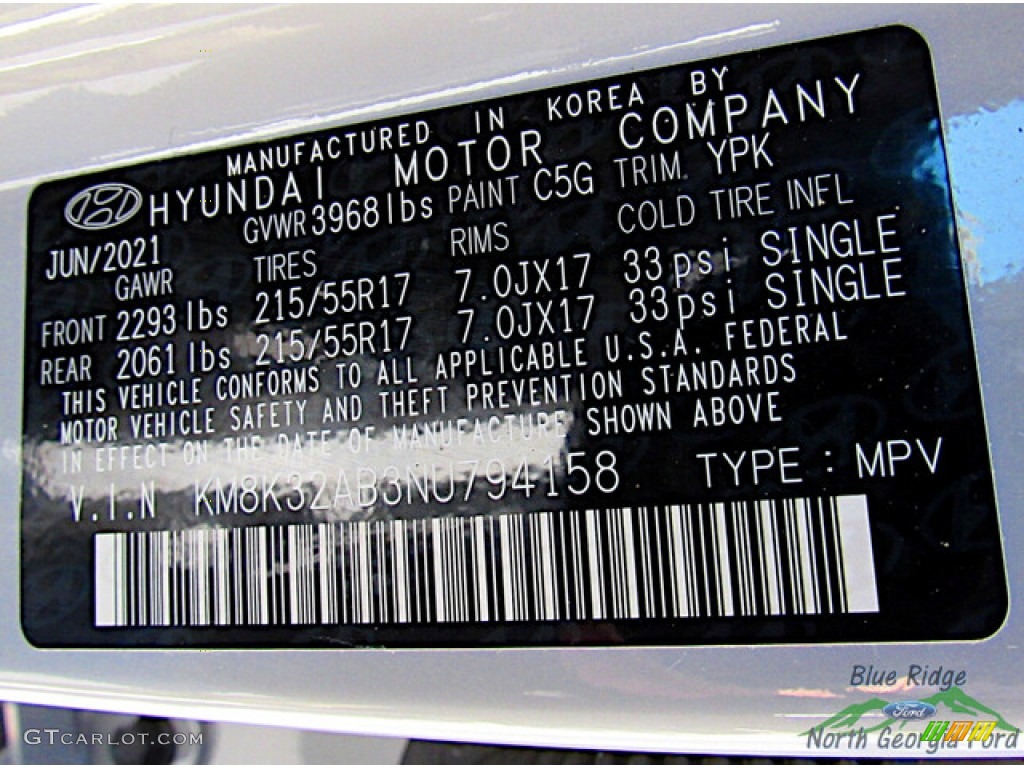 MANUFACTURED IN KOREA BY
HYUNDAI MOTOR COMPANY
JUN/2021 GVWR 3968 lbs PAINT C5G TRIM YPK
GAWR TIRES RIMS COLD TIRE INFL
FRONT 2293 lbs 215/55R17 7.0JX17 33psi SINGLE
REAR 2061 lbs 215/55R17 7.0JX17 33psi SINGLE
THIS VEHICLE CONFORMS TO ALL APPLICABLE U.S.A. FEDERAL
MOTOR VEHICLE SAFETY AND THEFT PREVENTION STANDARDS
IN EFFECT ON THE DATE OF MANUFACTURE SHOWN ABOVE
V.I.N KM8K32AB3NU794158 TYPE : MPV
Blue Ridge
Ford
North Georgia Ford
GTCARLOT.COM